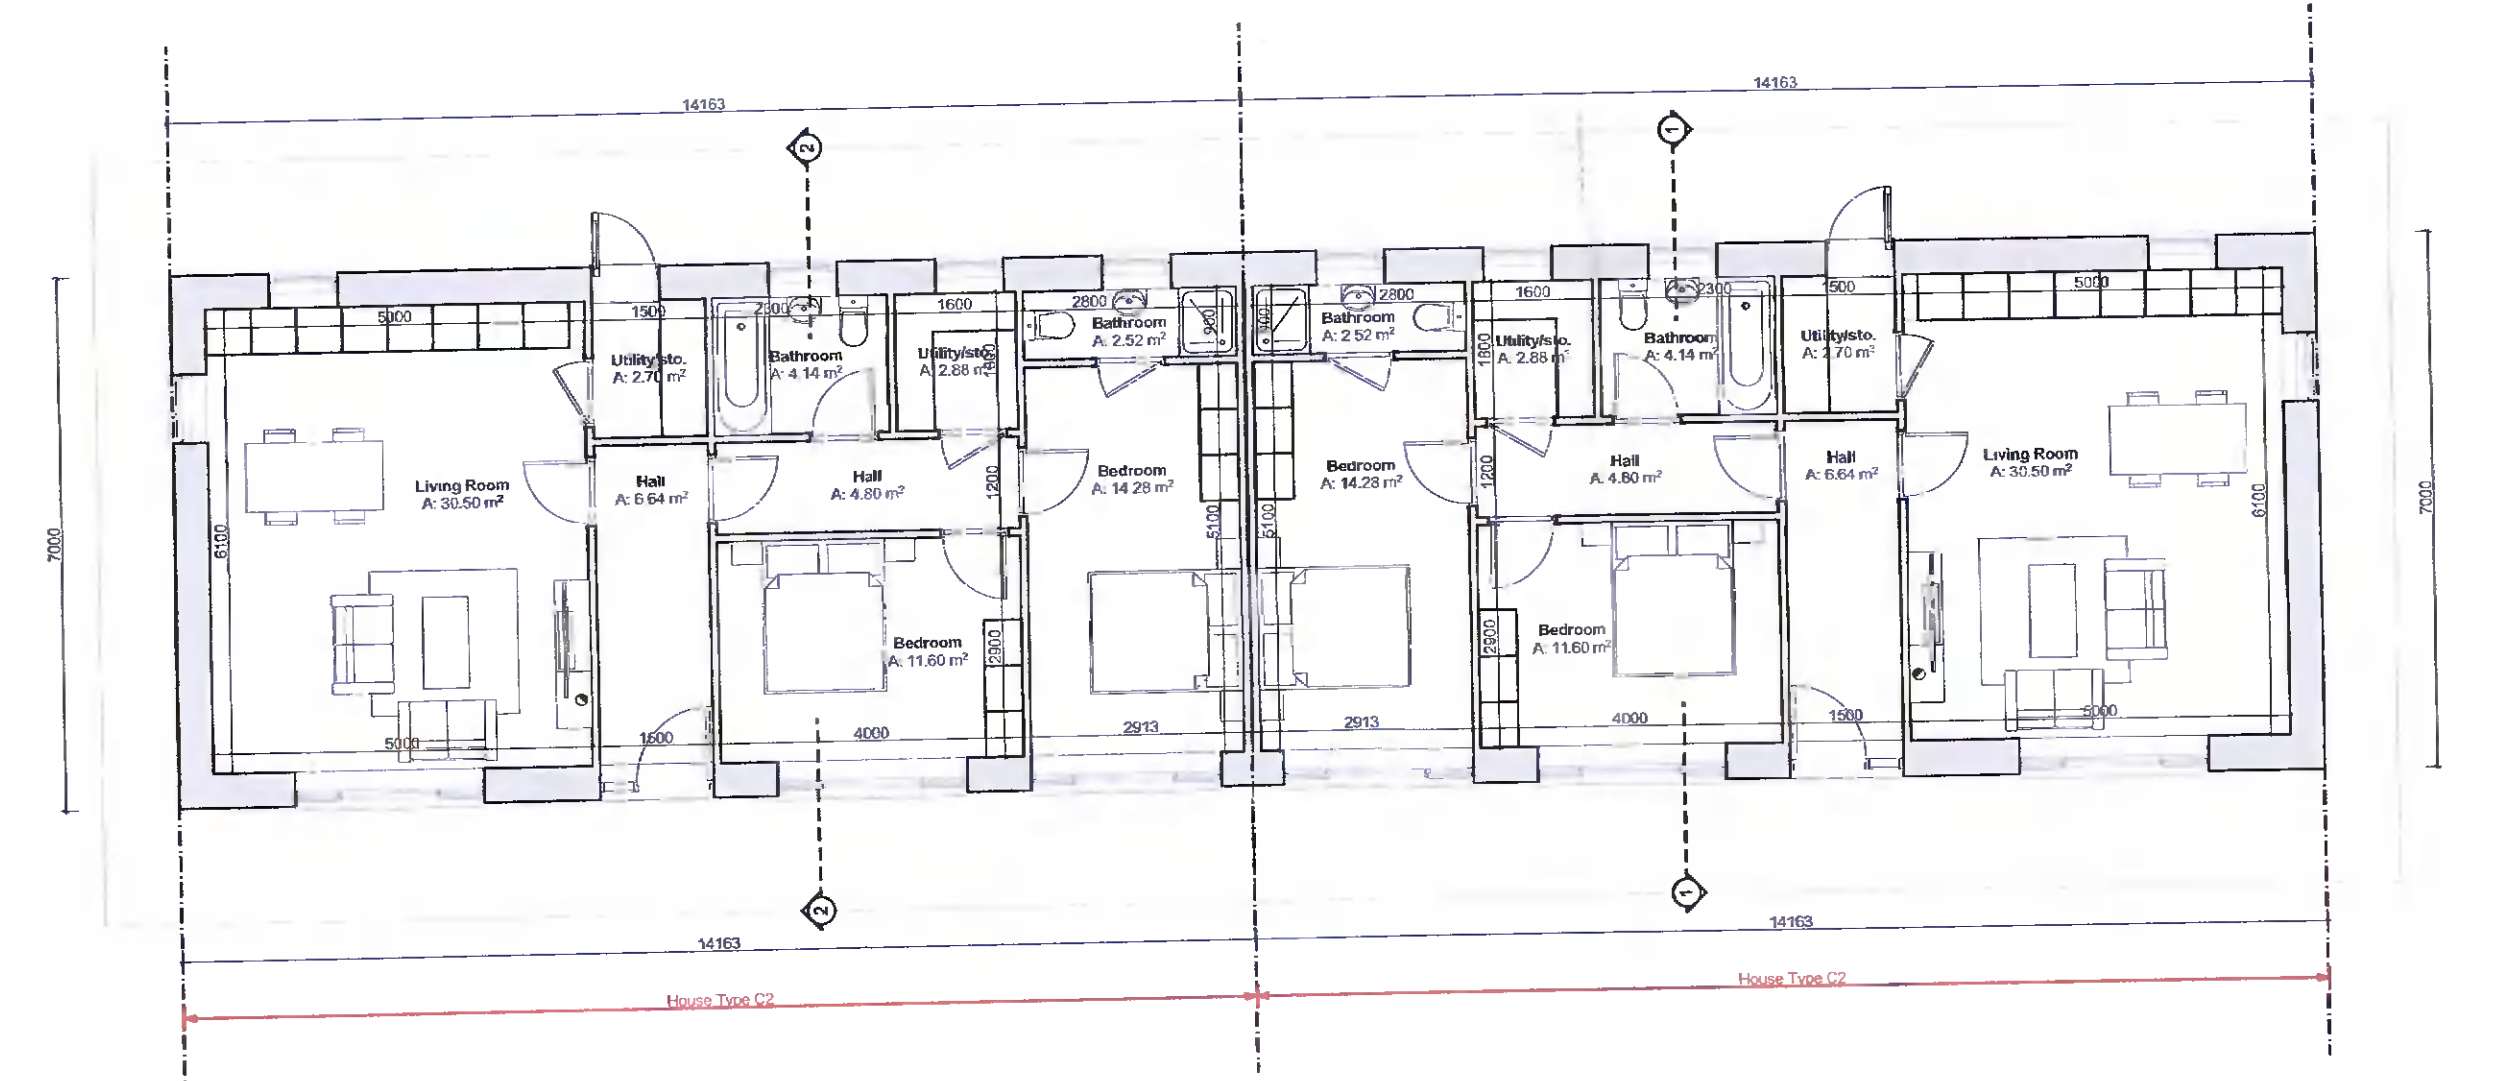 14163
14163
2
1
5000
1500
2300
1600
2800
2800
1600
2300
1500
5000
Utility/sto.
A: 2.70 m²
Bathroom
A: 4.14 m²
Utility/sto.
A: 2.88 m²
1800
Bathroom
A: 2.52 m²
900
900
Bathroom
A: 2.52 m²
1800
Utility/sto.
A: 2.88 m²
Bathroom
A: 4.14 m²
Utility/sto.
A: 2.70 m²
7000
6100
Living Room
A: 30.50 m²
Hall
A: 6.64 m²
Hall
A: 4.80 m²
1200
Bedroom
A: 14.28 m²
5100
5100
Bedroom
A: 14.28 m²
1200
Hall
A: 4.80 m²
Hall
A: 6.64 m²
Living Room
A: 30.50 m²
6100
7000
Bedroom
A: 11.60 m²
2900
2900
Bedroom
A: 11.60 m²
5000
1500
4000
2913
2913
4000
1500
5000
2
1
14163
14163
House Type C2
House Type C2